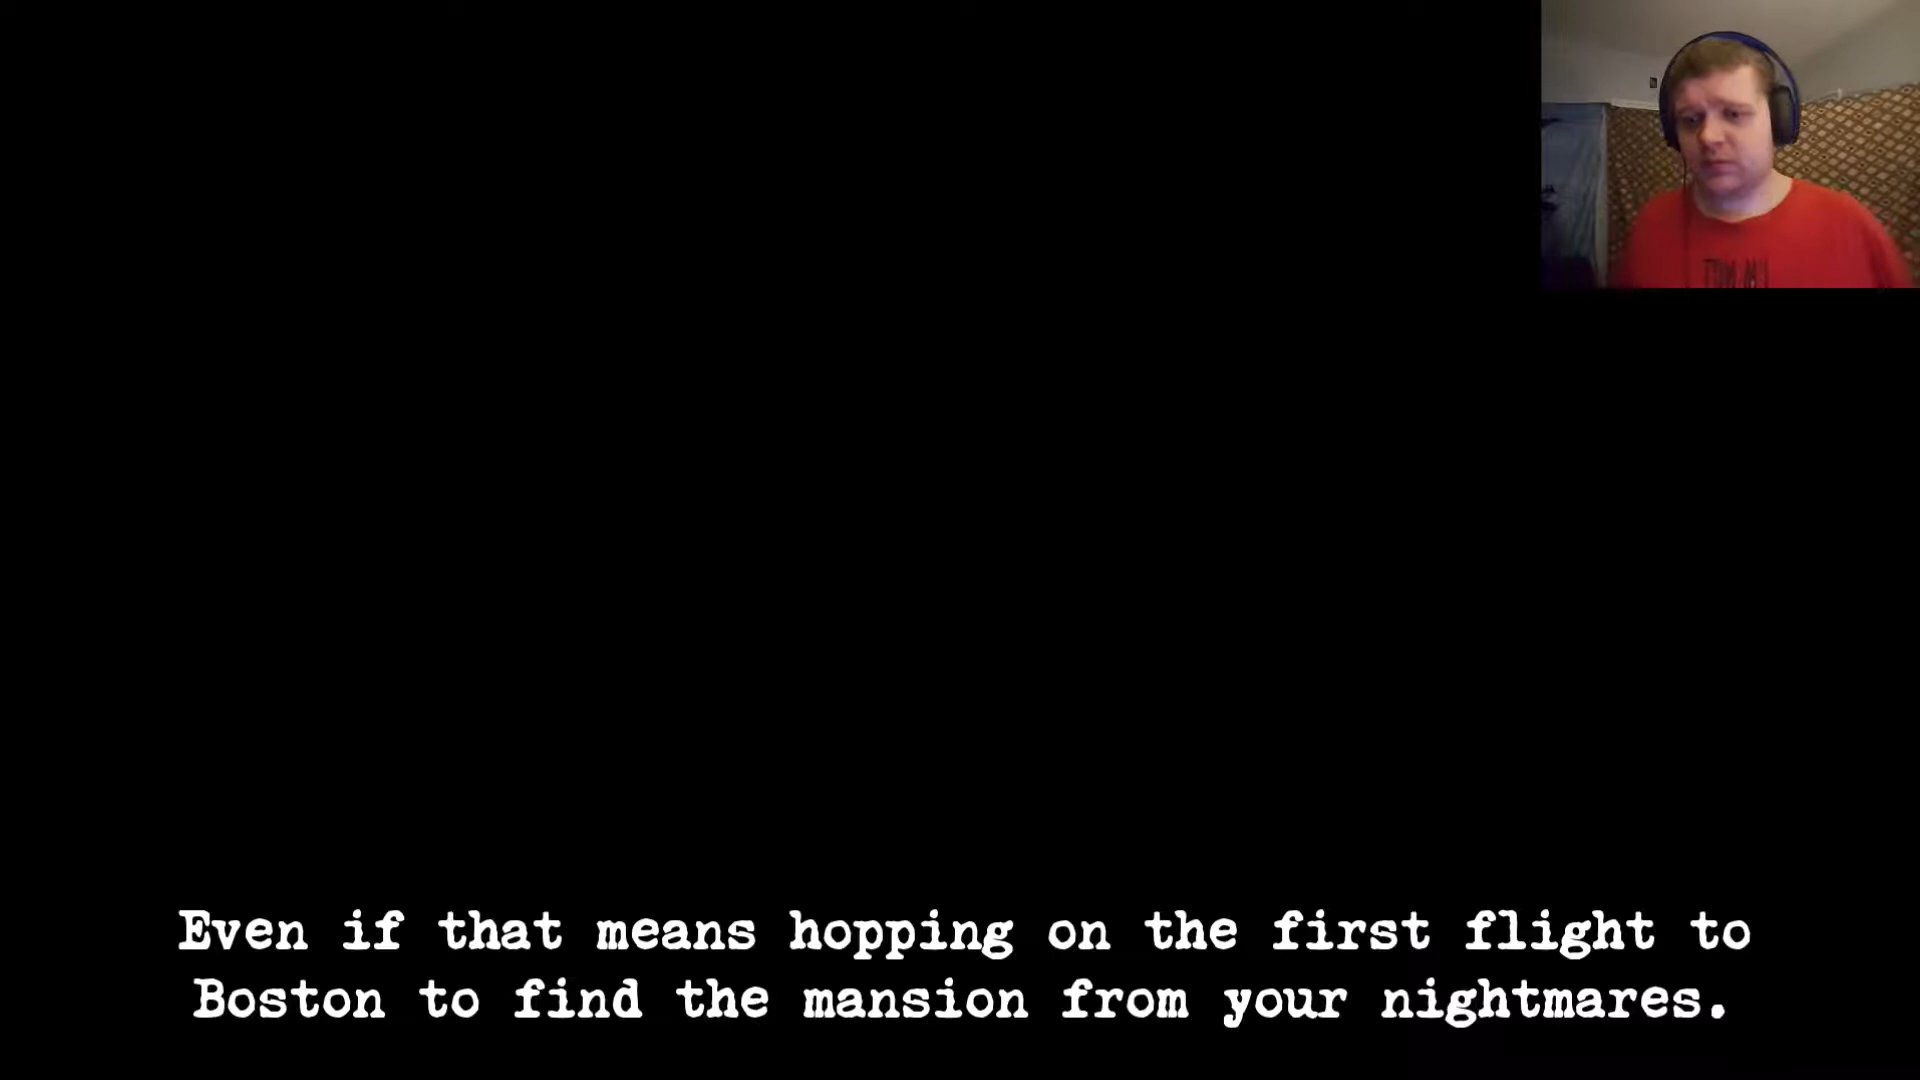 Even if that means hopping on the first flight to
Boston to find the mansion from your nightmares.